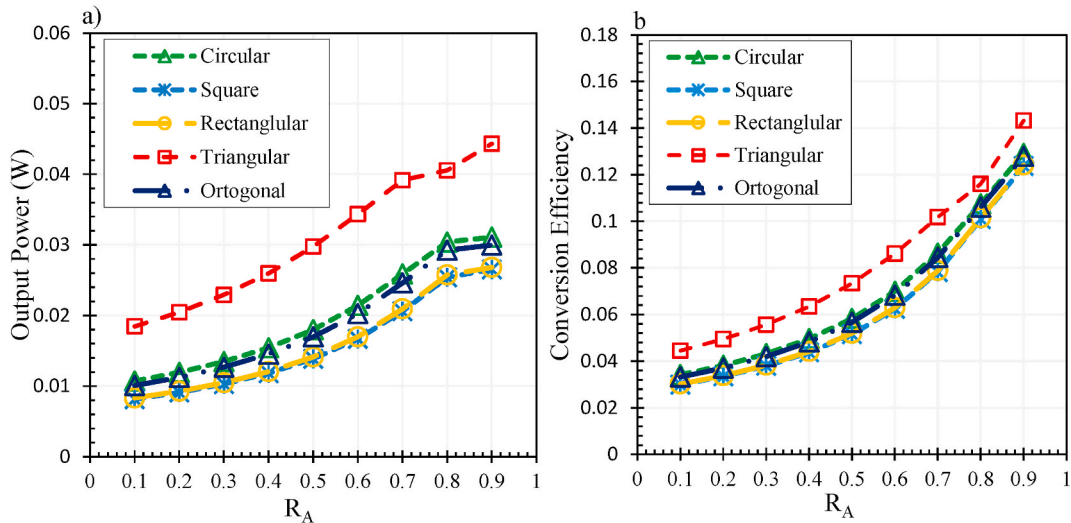 a)
Output Power (W)
0.06
0.05
0.04
0.03
0.02
0.01
0
Circular
Square
Rectanglular
Triangular
Ortogonal
0 0.1 0.2 0.3 0.4 0.5 0.6 0.7 0.8 0.9 1
R_A
b
Conversion Efficiency
0.18
0.16
0.14
0.12
0.1
0.08
0.06
0.04
0.02
0
Circular
Square
Rectanglular
Triangular
Ortogonal
0 0.1 0.2 0.3 0.4 0.5 0.6 0.7 0.8 0.9 1
R_A